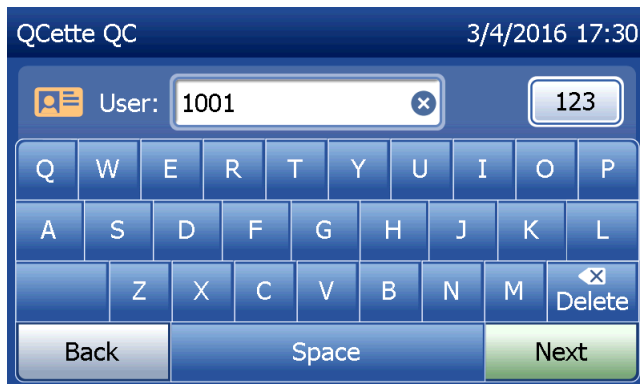 QCette QC 3/4/2016 17:30
User: 1001 123
Q W E R T Y U I O P
A S D F G H J K L
Z X C V B N M Delete
Back Space Next